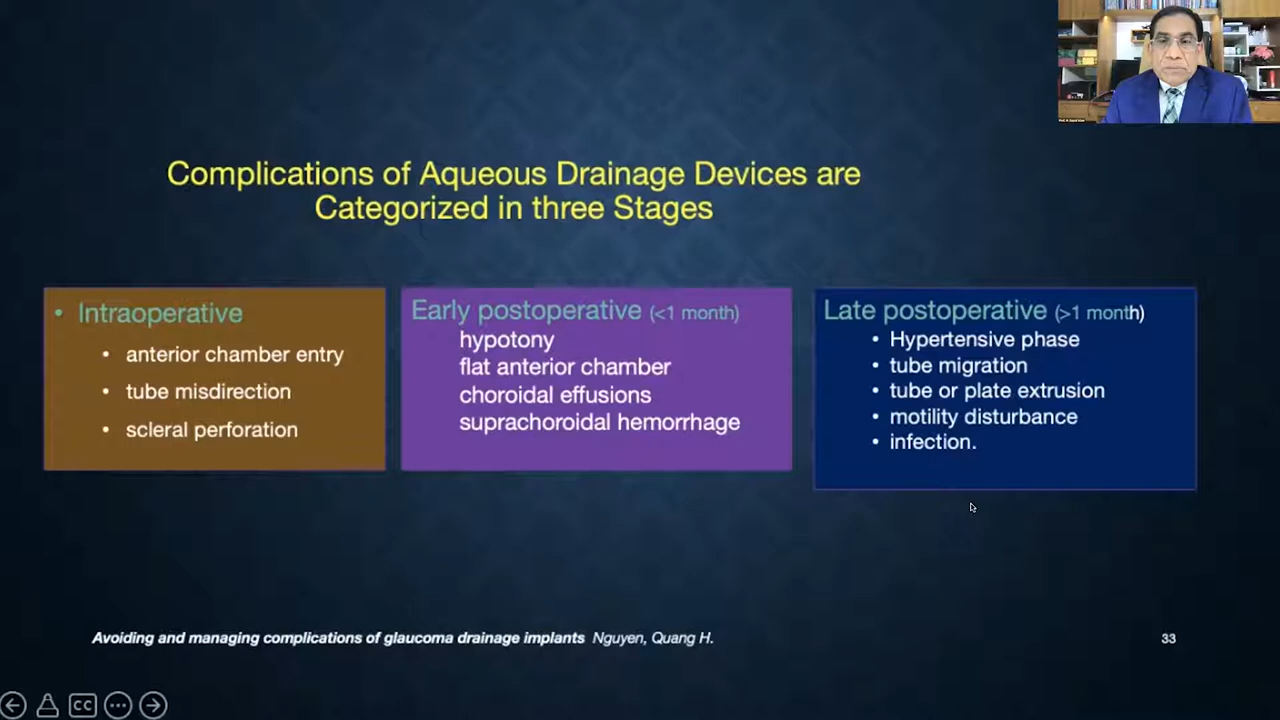 Complications of Aqueous Drainage Devices are
Categorized in three Stages
• Intraoperative
• anterior chamber entry
• tube misdirection
• scleral perforation
Early postoperative (<1 month)
hypotony
flat anterior chamber
choroidal effusions
suprachoroidal hemorrhage
Late postoperative (>1 month)
• Hypertensive phase
• tube migration
• tube or plate extrusion
• motility disturbance
• infection.
Avoiding and managing complications of glaucoma drainage implants Nguyen, Quang H.
33
CC